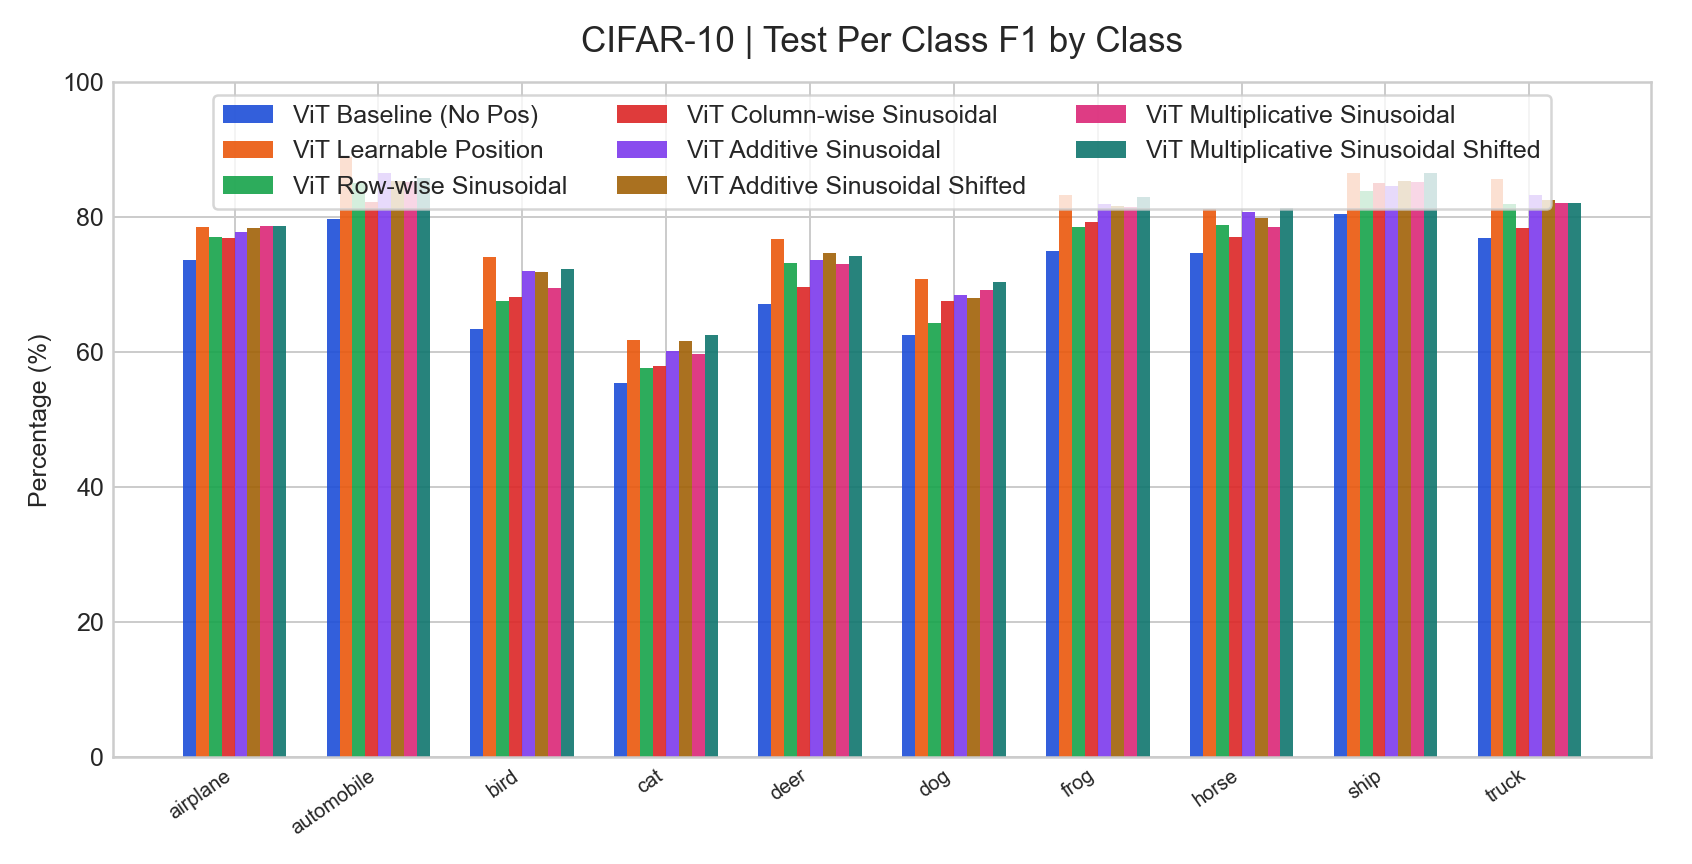 CIFAR-10 | Test Per Class F1 by Class
Percentage (%)
100
80
60
40
20
0
ViT Baseline (No Pos)
ViT Learnable Position
ViT Row-wise Sinusoidal
ViT Column-wise Sinusoidal
ViT Additive Sinusoidal
ViT Additive Sinusoidal Shifted
ViT Multiplicative Sinusoidal
ViT Multiplicative Sinusoidal Shifted
airplane
automobile
bird
cat
deer
dog
frog
horse
ship
truck